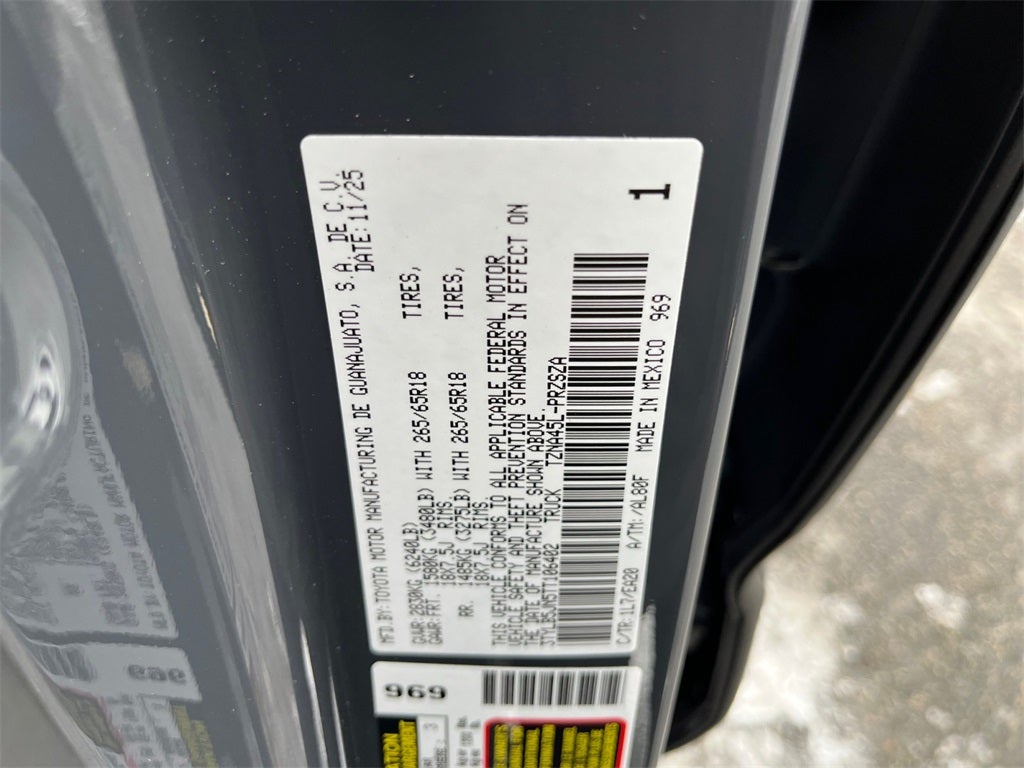 MFD.BY: TOYOTA MOTOR MANUFACTURING DE GUANAJUATO, S.A. DE C.V.
DATE: 11/25
GVWR: 2830KG (6240LB)
GAWR: FRT. 1580KG (3480LB) WITH 265/65R18 TIRES,
18X7.5J RIMS
RR. 1485KG (3275LB) WITH 265/65R18 TIRES,
18X7.5J RIMS.
THIS VEHICLE CONFORMS TO ALL APPLICABLE FEDERAL MOTOR
VEHICLE SAFETY AND THEFT PREVENTION STANDARDS IN EFFECT ON
THE DATE OF MANUFACTURE SHOWN ABOVE.
3TYLB5JN5TT106402 TRUCK TZNA45L-PRZSZA
1
C/TR: 1L7/EA20 A/TM: /AL80F MADE IN MEXICO 969
969